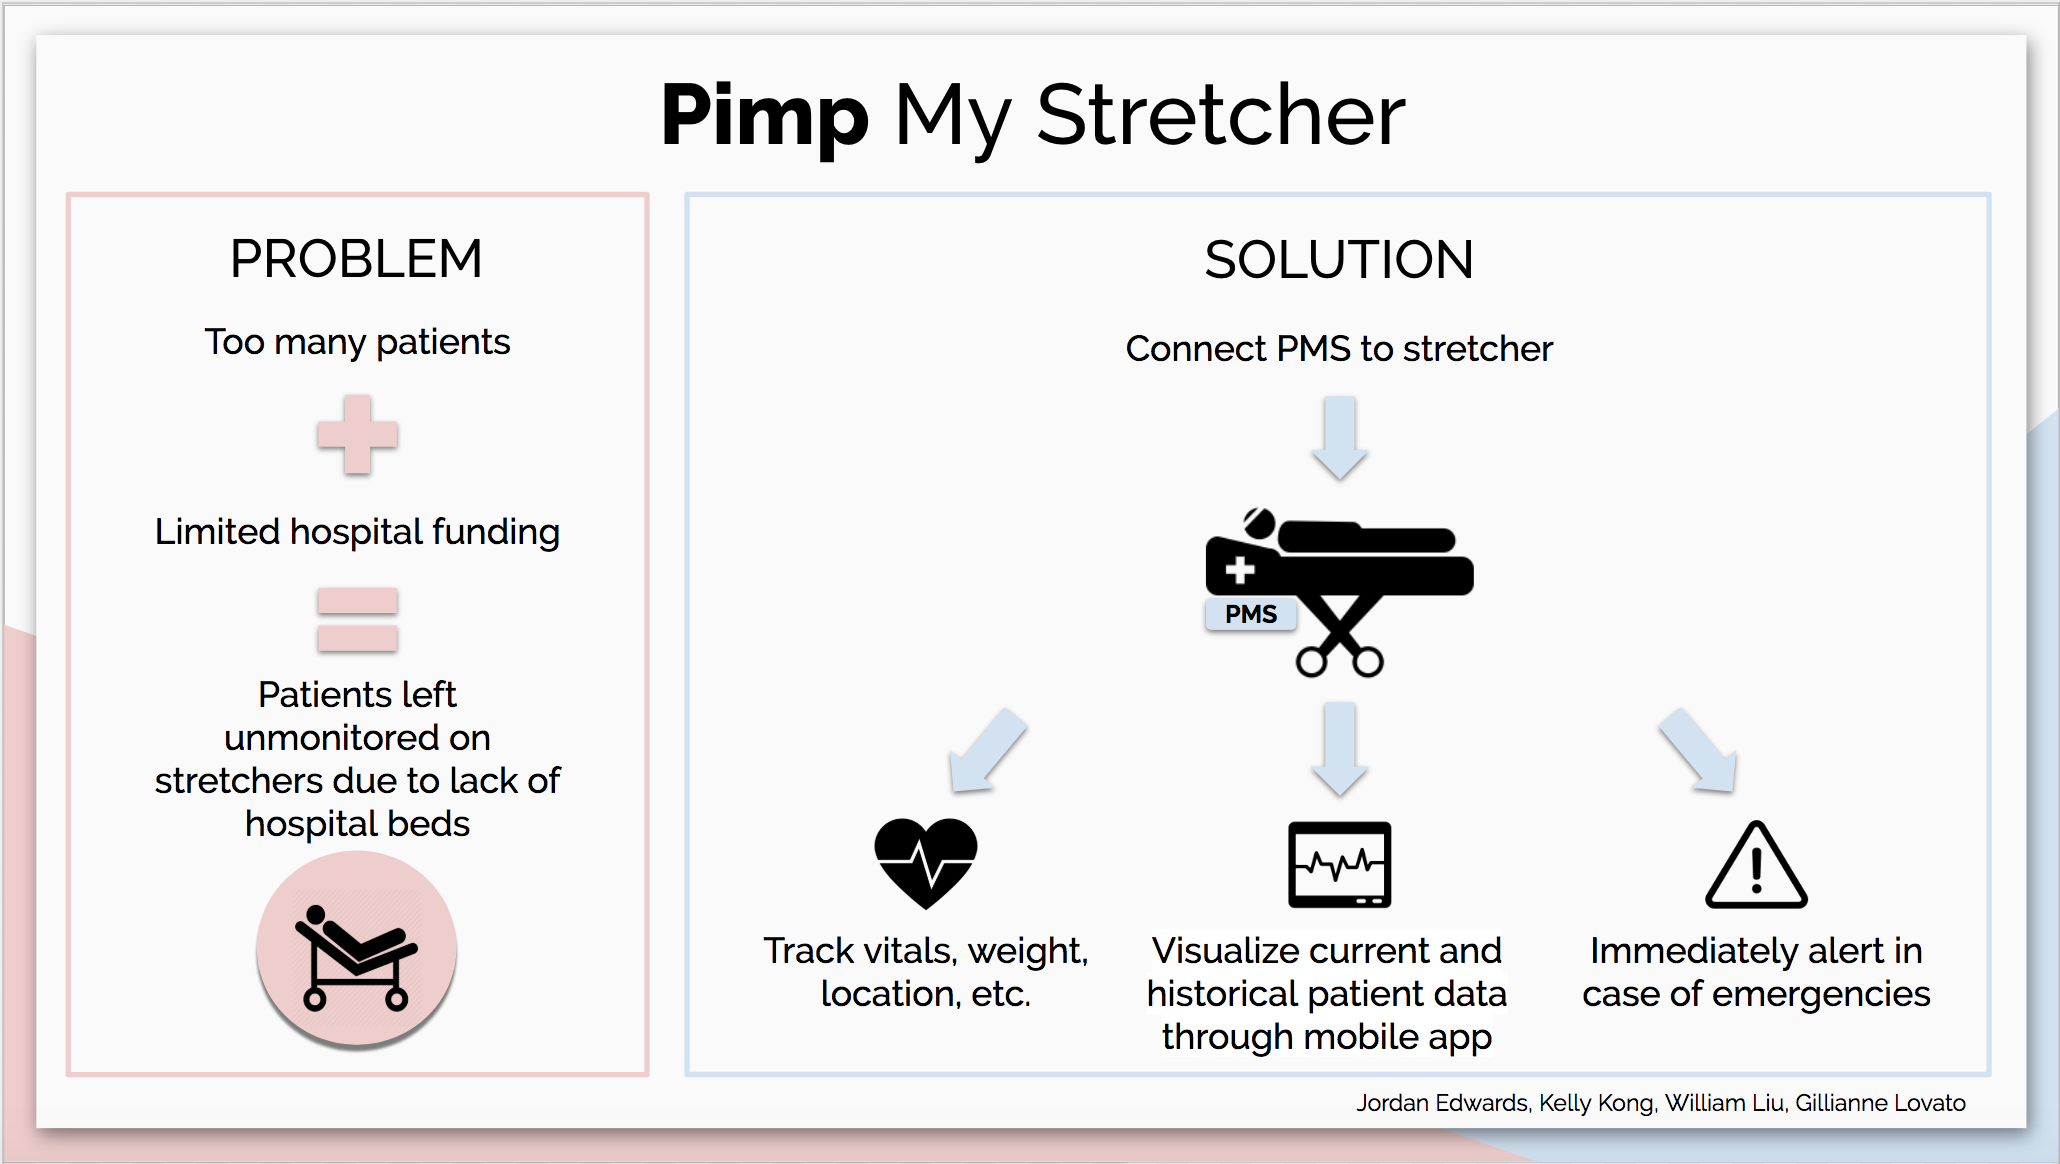 Pimp My Stretcher
PROBLEM
Too many patients
Limited hospital funding
Patients left
unmonitored on
stretchers due to lack of
hospital beds
SOLUTION
Connect PMS to stretcher
PMS
Track vitals, weight,
location, etc.
Visualize current and
historical patient data
through mobile app
Immediately alert in
case of emergencies
Jordan Edwards, Kelly Kong, William Liu, Gillianne Lovato